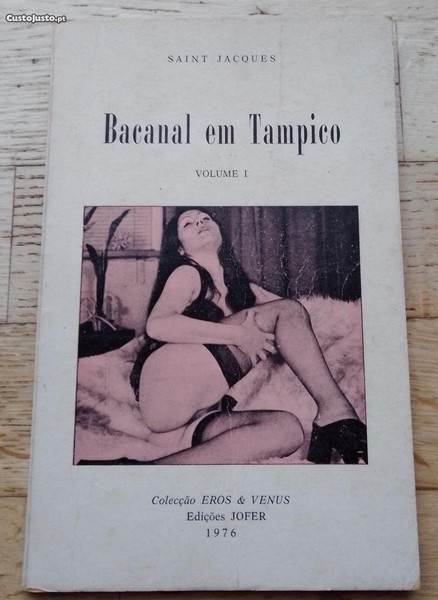 CustoJusto.pt
SAINT JACQUES
Bacanal em Tampico
VOLUME I
Colecção EROS & VENUS
Edições JOFER
1976